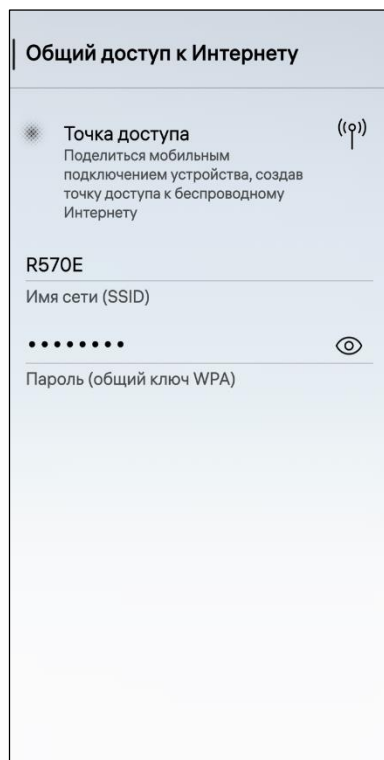 Общий доступ к Интернету
Точка доступа
Поделиться мобильным
подключением устройства, создав
точку доступа к беспроводному
Интернету
R570E
Имя сети (SSID)
••••••••
Пароль (общий ключ WPA)